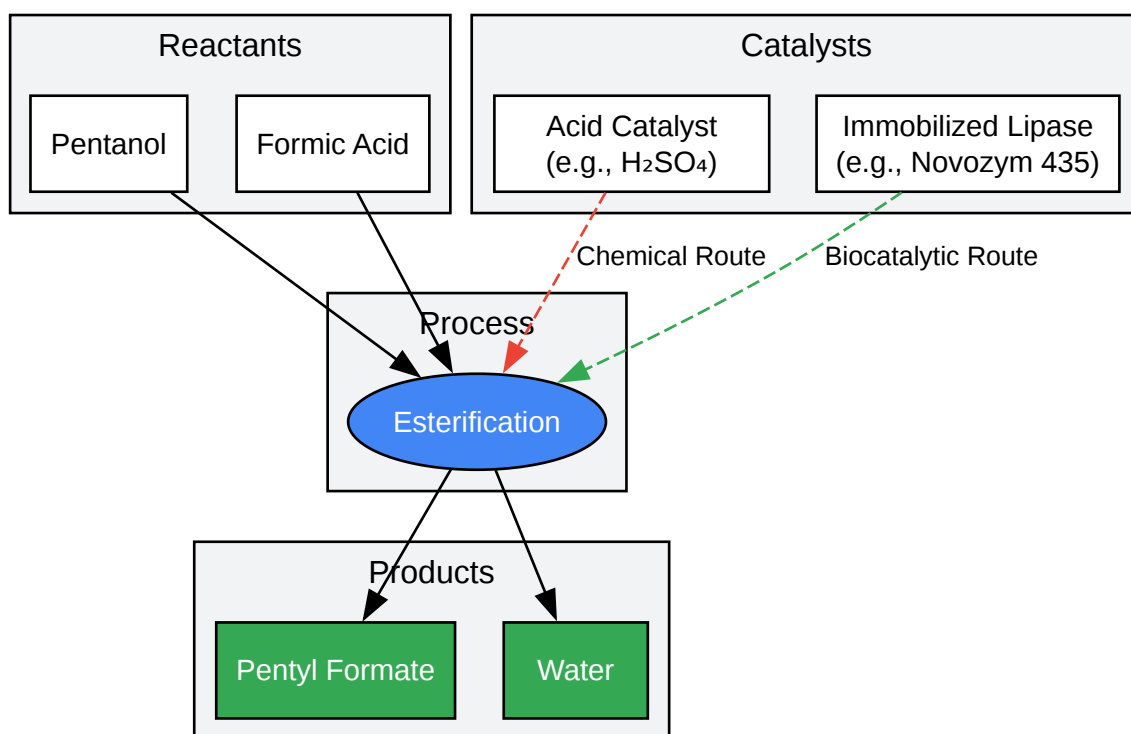 Reactants
Catalysts
Pentanol
Formic Acid
Acid Catalyst
(e.g., H₂SO₄)
Immobilized Lipase
(e.g., Novozym 435)
Chemical Route
Biocatalytic Route
Process
Esterification
Products
Pentyl Formate
Water